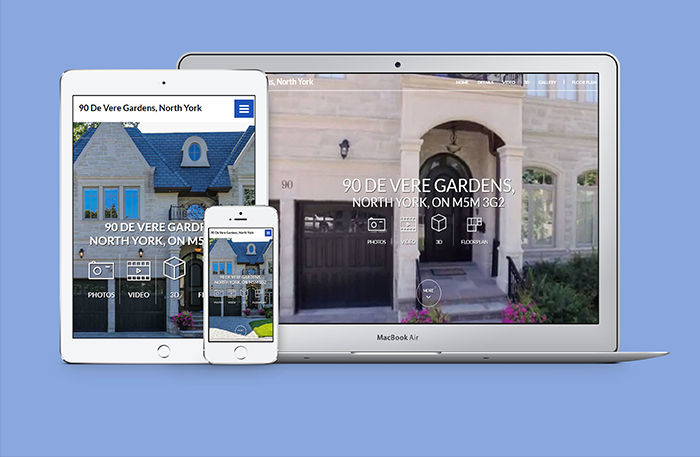 90 De Vere Gardens, North York
90 DE VERE
NORTH YORK, ON M5
PHOTOS VIDEO 3D
90 De Vere Gardens, North York
90 DE VERE GARDENS,
NORTH YORK, ON M5M 3G2
ns, North York
HOME DETAILS VIDEO 3D GALLERY | FLOOR PLAN
90
90 DE VERE GARDENS,
NORTH YORK, ON M5M 3G2
PHOTOS VIDEO 3D FLOORPLAN
MORE
MacBook Air